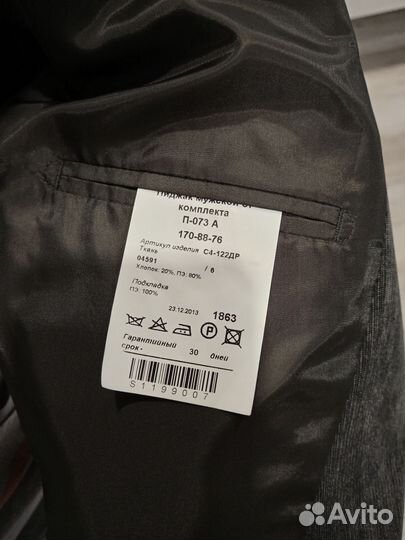 Пиджак мужской от
комплекта
П-073 А
170-88-76
Артикул изделия С4-122ДР
Ткань
04591 / 6
Хлопок: 20%, ПЭ: 80%
Подкладка
ПЭ: 100%
23.12.2013 1863
P
Гарантийный
срок- 30 дней
S1199007
Avito